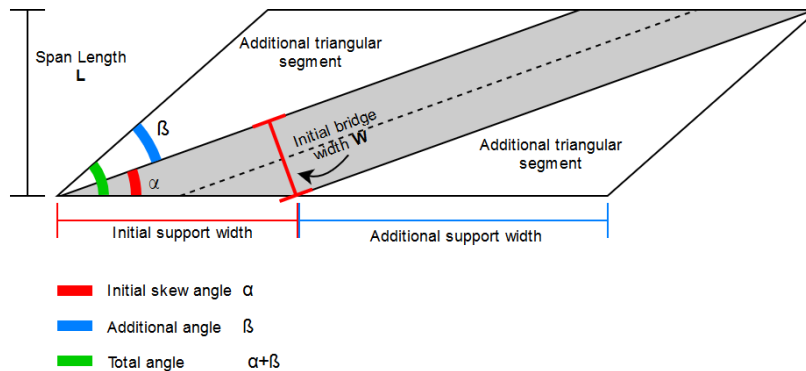 Span Length
L
Additional triangular
segment
ß
Initial bridge
width W
α
Additional triangular
segment
Initial support width
Additional support width
Initial skew angle α
Additional angle ß
Total angle α+ß